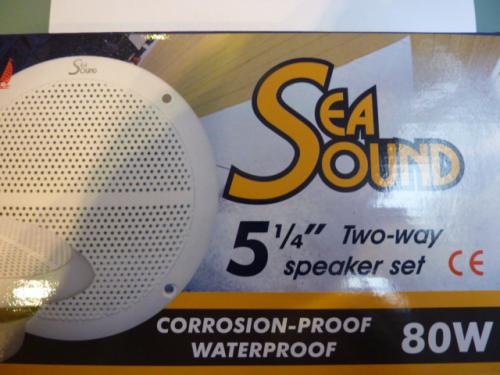 SEA
SOUND
SEA
SOUND
5 1/4" Two-way
speaker set CE
CORROSION-PROOF
WATERPROOF
80W